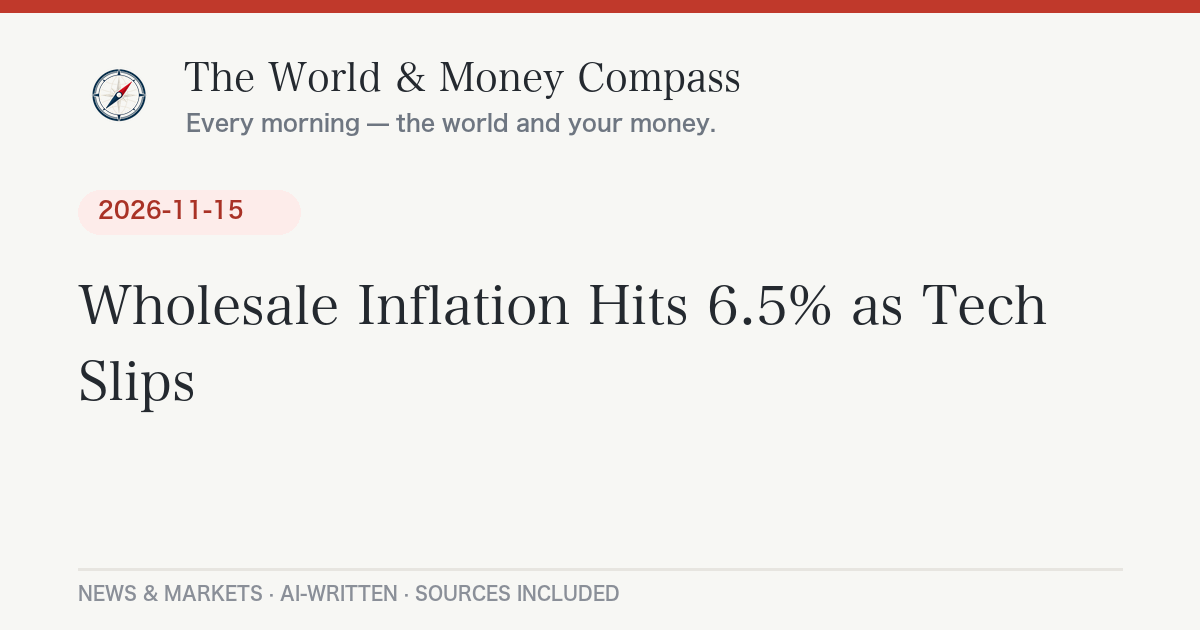 The World & Money Compass
Every morning — the world and your money.
2026-11-15
Wholesale Inflation Hits 6.5% as Tech
Slips
NEWS & MARKETS · AI-WRITTEN · SOURCES INCLUDED